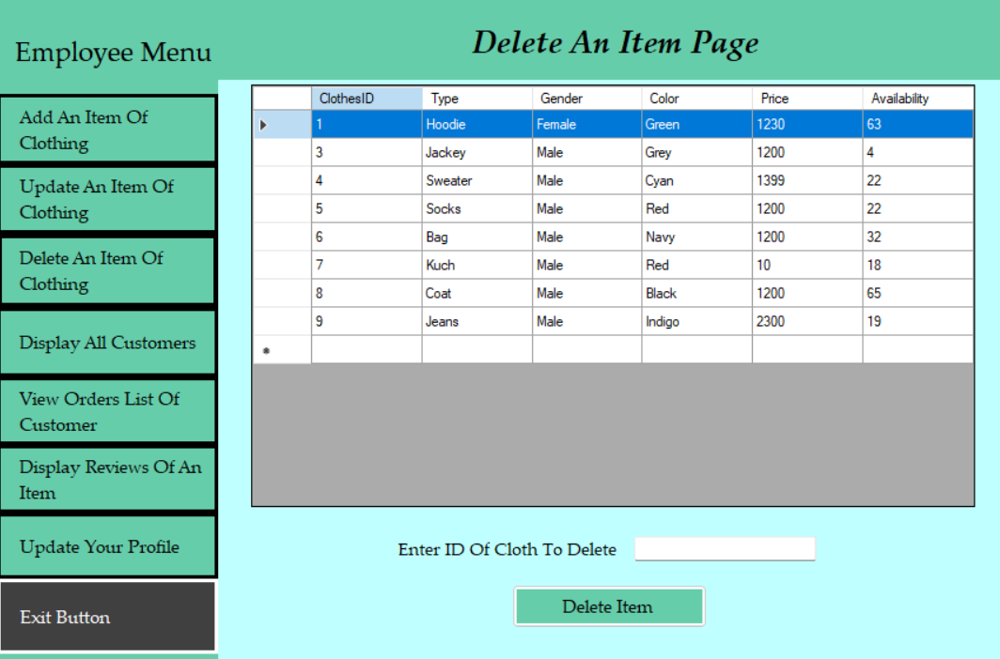 Employee Menu
Delete An Item Page
Add An Item Of
Clothing
Update An Item Of
Clothing
Delete An Item Of
Clothing
Display All Customers
View Orders List Of
Customer
Display Reviews Of An
Item
Update Your Profile
Exit Button
ClothesID Type Gender Color Price Availability
1 Hoodie Female Green 1230 63
3 Jackey Male Grey 1200 4
4 Sweater Male Cyan 1399 22
5 Socks Male Red 1200 22
6 Bag Male Navy 1200 32
7 Kuch Male Red 10 18
8 Coat Male Black 1200 65
9 Jeans Male Indigo 2300 19
Enter ID Of Cloth To Delete
Delete Item